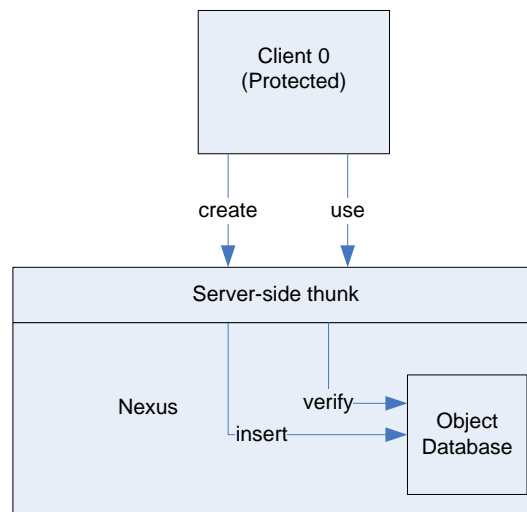 Client 0
(Protected)
create
use
Server-side thunk
Nexus
verify
insert
Object
Database